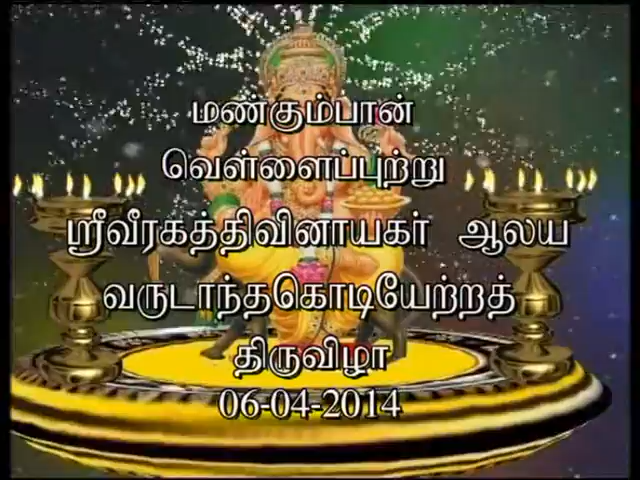 மண்கும்பான்
வெள்ளைப்புற்று
ஸ்ரீவீரகத்திவிநாயகர் ஆலய
வருடாந்தகொடியேற்றத்
திருவிழா
06-04-2014